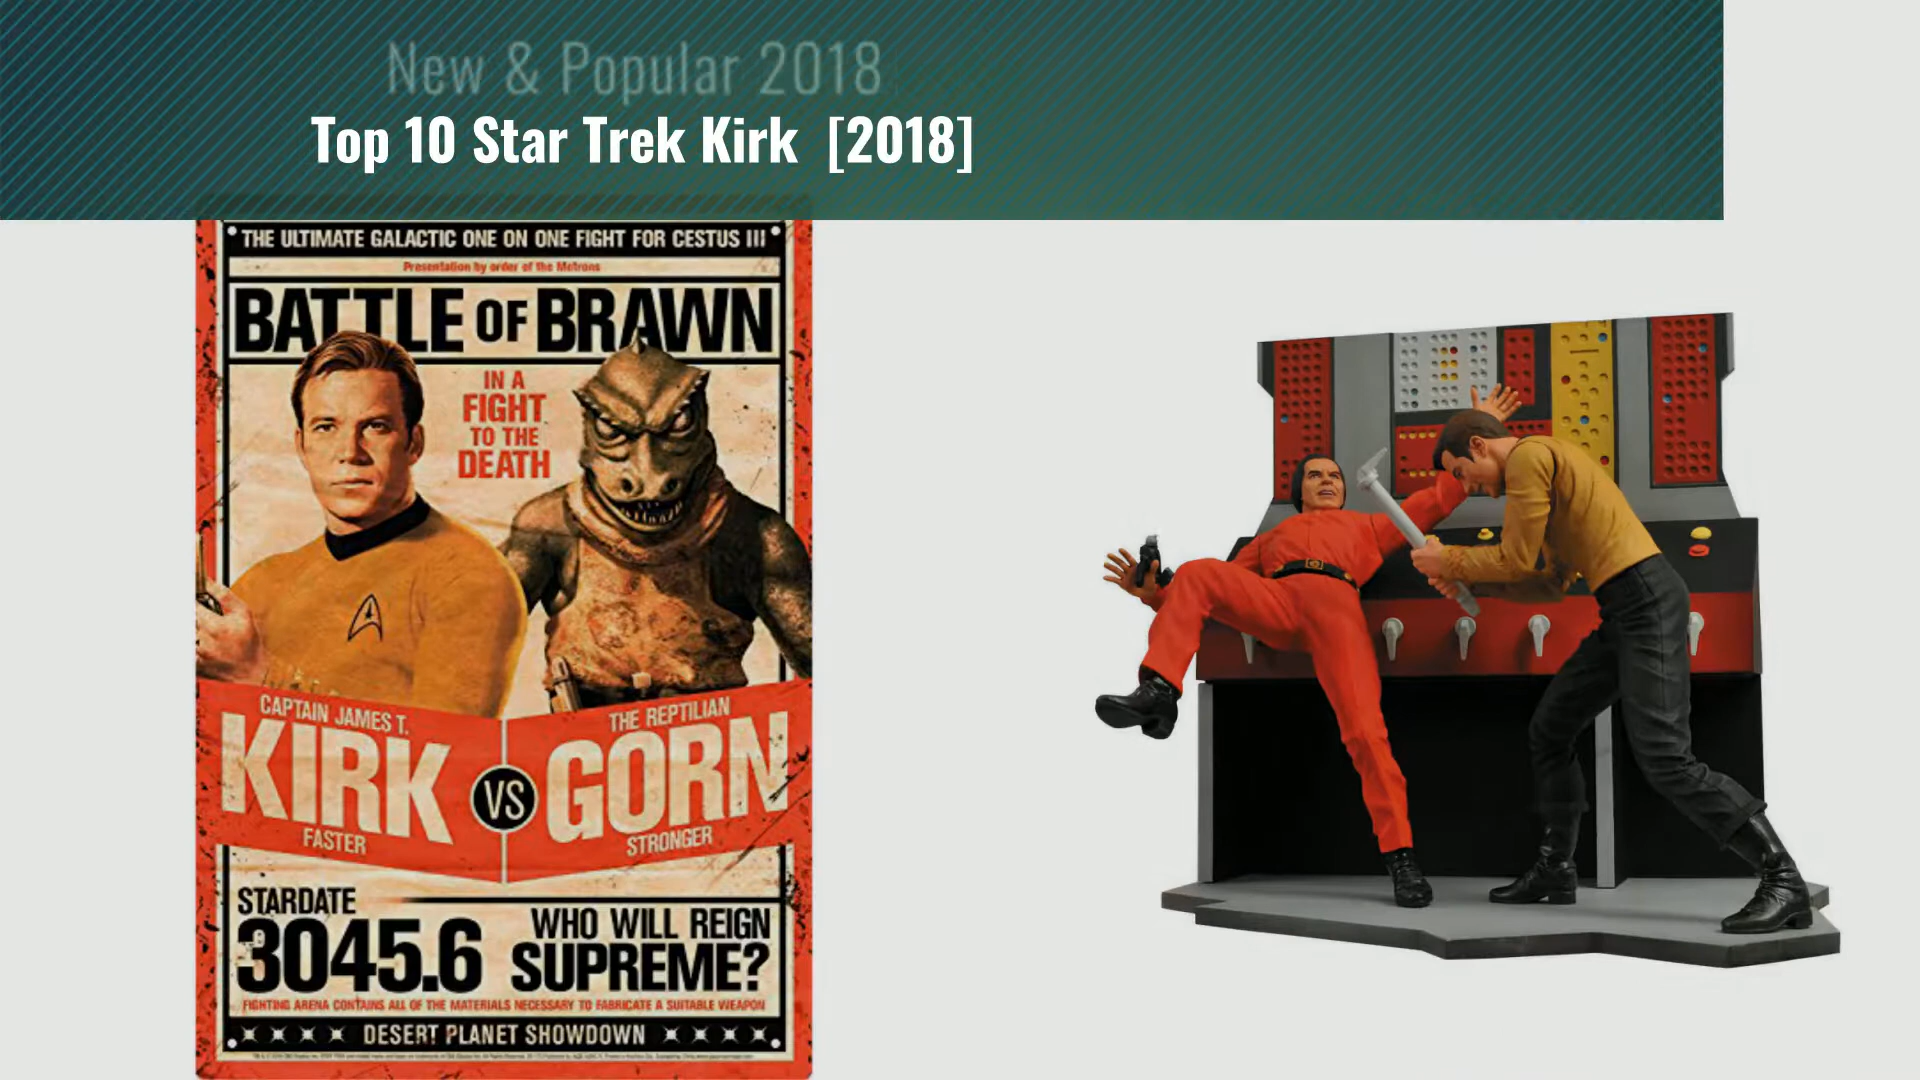 New & Popular 2018
Top 10 Star Trek Kirk [2018]
THE ULTIMATE GALACTIC ONE ON ONE FIGHT FOR CESTUS III
Presentation by order of the Metrons
BATTLE OF BRAWN
IN A
FIGHT
TO THE
DEATH
CAPTAIN JAMES T.
KIRK
FASTER
VS
THE REPTILIAN
GORN
STRONGER
STARDATE
3045.6
WHO WILL REIGN
SUPREME?
FIGHTING ARENA CONTAINS ALL OF THE MATERIALS NECESSARY TO FABRICATE A SUITABLE WEAPON
DESERT PLANET SHOWDOWN